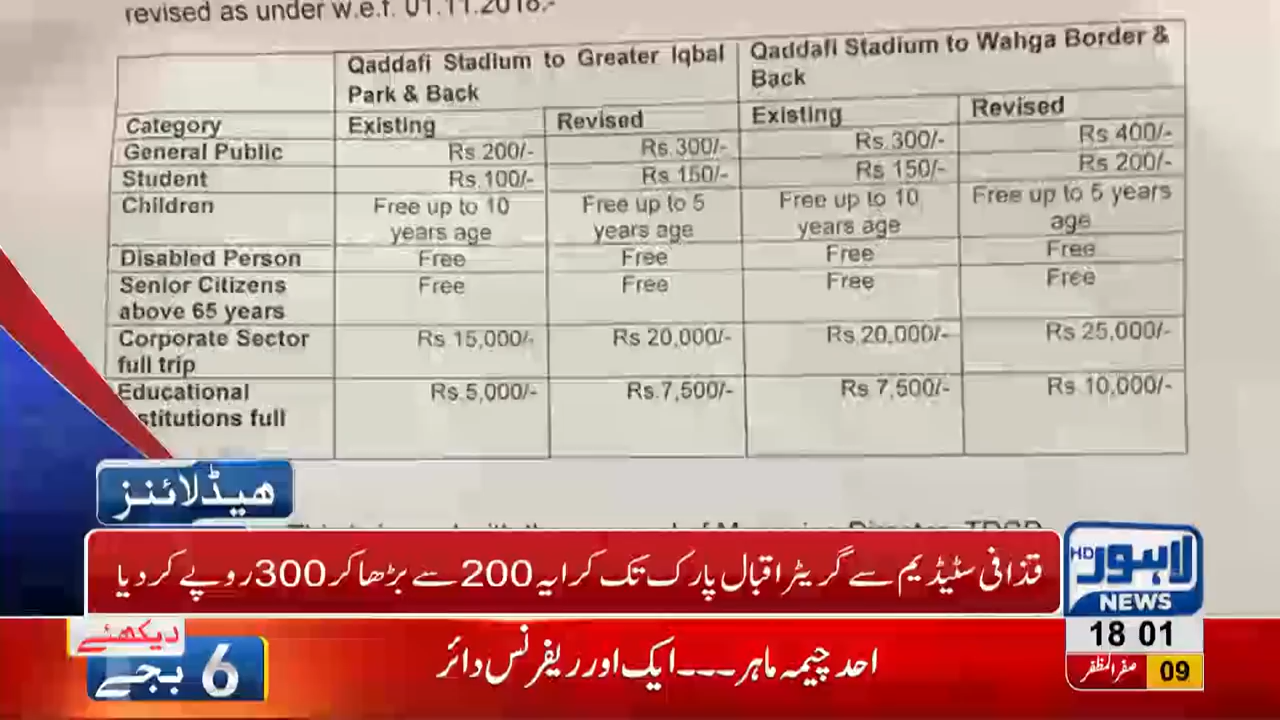 revised as under w.e.f. 01.11.2018.-
Qaddafi Stadium to Greater Iqbal Park & Back
Qaddafi Stadium to Wahga Border & Back
Category Existing Revised Existing Revised
General Public Rs 200/- Rs.300/- Rs.300/- Rs 400/-
Student Rs.100/- Rs 150/- Rs 150/- Rs 200/-
Children Free up to 10 years age Free up to 5 years age Free up to 10 years age Free up to 5 years age
Disabled Person Free Free Free Free
Senior Citizens above 65 years Free Free Free Free
Corporate Sector full trip Rs 15,000/- Rs 20,000/- Rs.20,000/- Rs 25,000/-
Educational stitutions full Rs.5,000/- Rs.7,500/- Rs 7,500/- Rs 10,000/-
ھیڈلائنز
قذافی سٹیڈیم سے گریٹر اقبال پارک تک کرایہ 200 سے بڑھا کر 300 روپے کر دیا
HD لاہور
NEWS
دیکھئے
6 بجے
احد چیمہ ماہر۔۔۔ ایک اور ریفرنس دائر
18 01
صفر المظفر 09